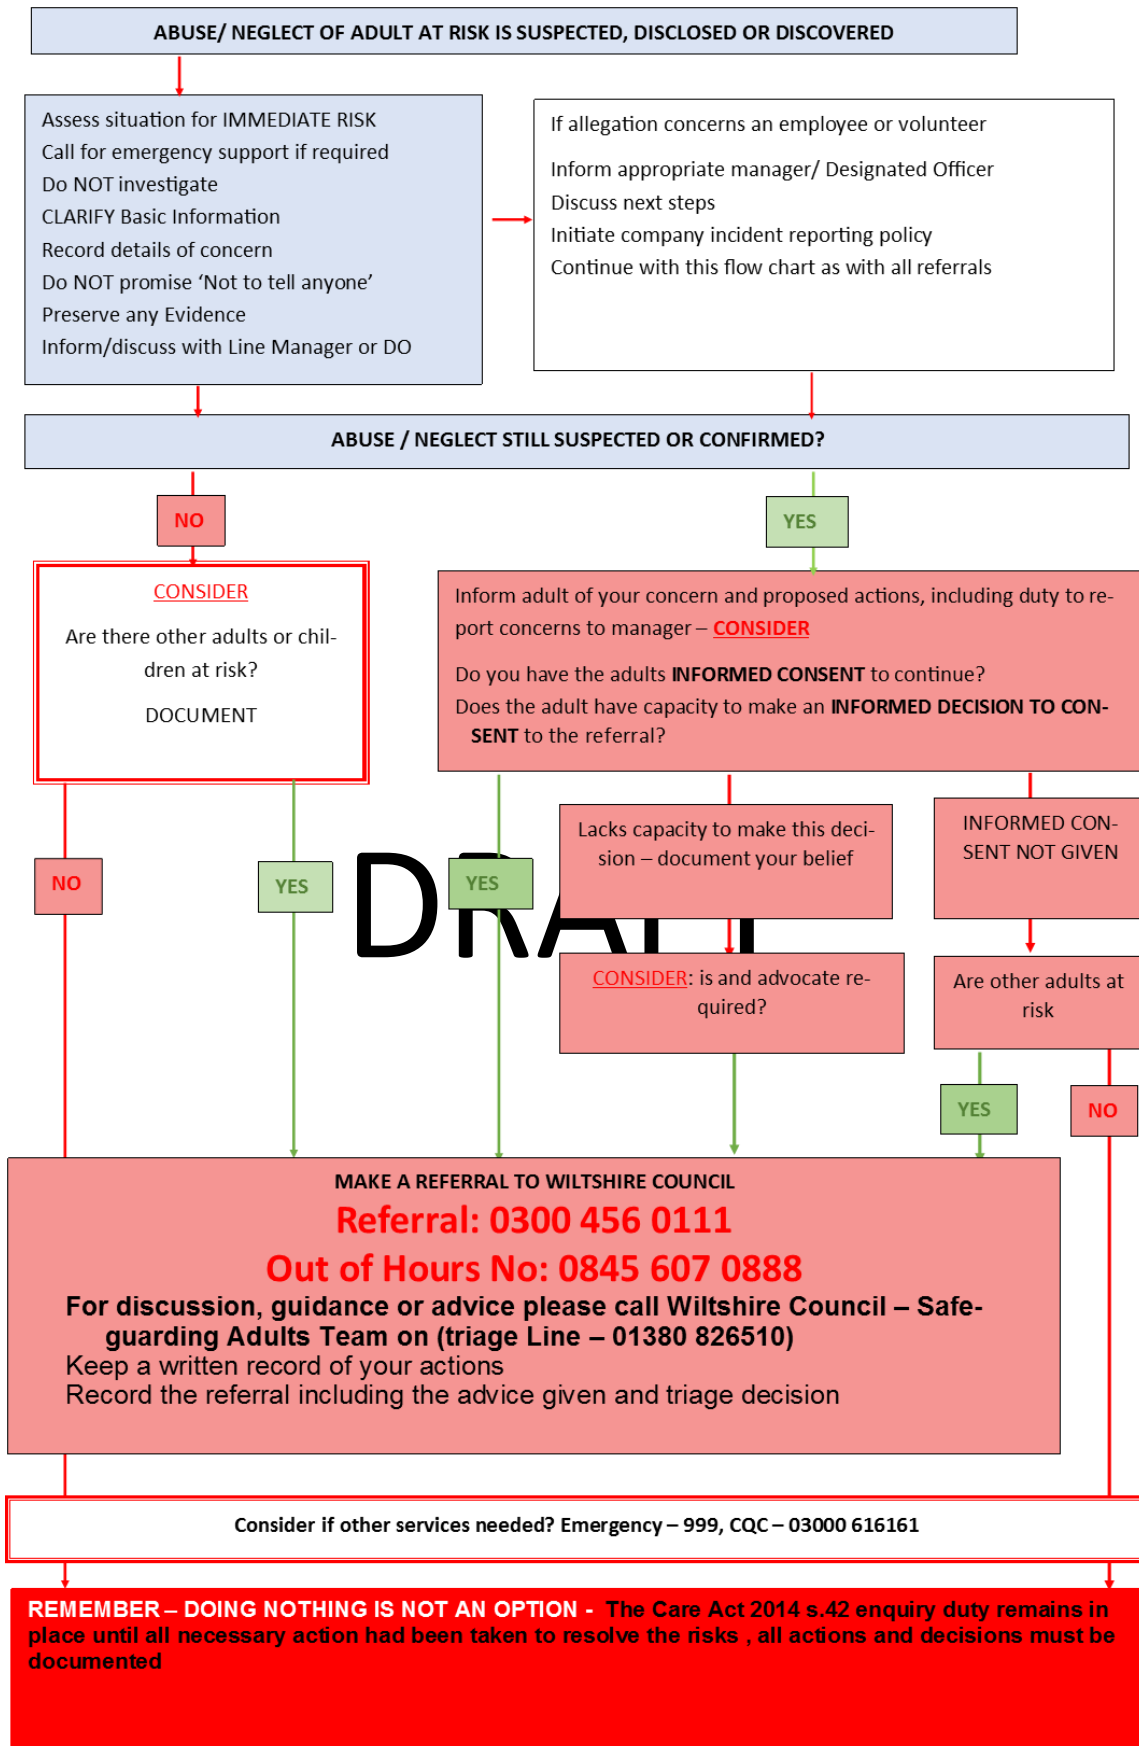 ABUSE/ NEGLECT OF ADULT AT RISK IS SUSPECTED, DISCLOSED OR DISCOVERED
Assess situation for IMMEDIATE RISK
Call for emergency support if required
Do NOT investigate
CLARIFY Basic Information
Record details of concern
Do NOT promise ‘Not to tell anyone’
Preserve any Evidence
Inform/discuss with Line Manager or DO
If allegation concerns an employee or volunteer
Inform appropriate manager/ Designated Officer
Discuss next steps
Initiate company incident reporting policy
Continue with this flow chart as with all referrals
ABUSE / NEGLECT STILL SUSPECTED OR CONFIRMED?
NO
YES
CONSIDER
Are there other adults or chil-
dren at risk?
DOCUMENT
Inform adult of your concern and proposed actions, including duty to re-
port concerns to manager – CONSIDER
Do you have the adults INFORMED CONSENT to continue?
Does the adult have capacity to make an INFORMED DECISION TO CON-
SENT to the referral?
NO
YES
YES
Lacks capacity to make this deci-
sion – document your belief
INFORMED CON-
SENT NOT GIVEN
DRAFT
CONSIDER: is and advocate re-
quired?
Are other adults at
risk
YES
NO
MAKE A REFERRAL TO WILTSHIRE COUNCIL
Referral: 0300 456 0111
Out of Hours No: 0845 607 0888
For discussion, guidance or advice please call Wiltshire Council – Safe-
guarding Adults Team on (triage Line – 01380 826510)
Keep a written record of your actions
Record the referral including the advice given and triage decision
Consider if other services needed? Emergency – 999, CQC – 03000 616161
REMEMBER – DOING NOTHING IS NOT AN OPTION - The Care Act 2014 s.42 enquiry duty remains in
place until all necessary action had been taken to resolve the risks , all actions and decisions must be
documented